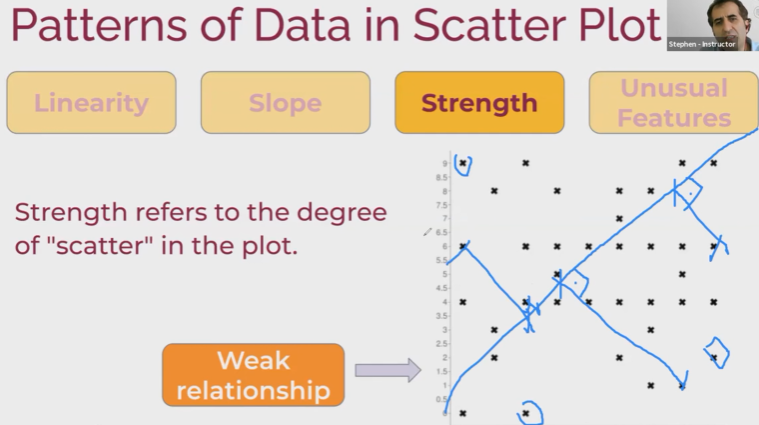 Patterns of Data in Scatter Plot
Stephen - Instructor
Linearity
Slope
Strength
Unusual
Features
Strength refers to the degree
of "scatter" in the plot.
Weak
relationship
9
8.5
8
7.5
7
6.5
6
5.5
5
4.5
4
3.5
3
2.5
2
1.5
1
0.5
0